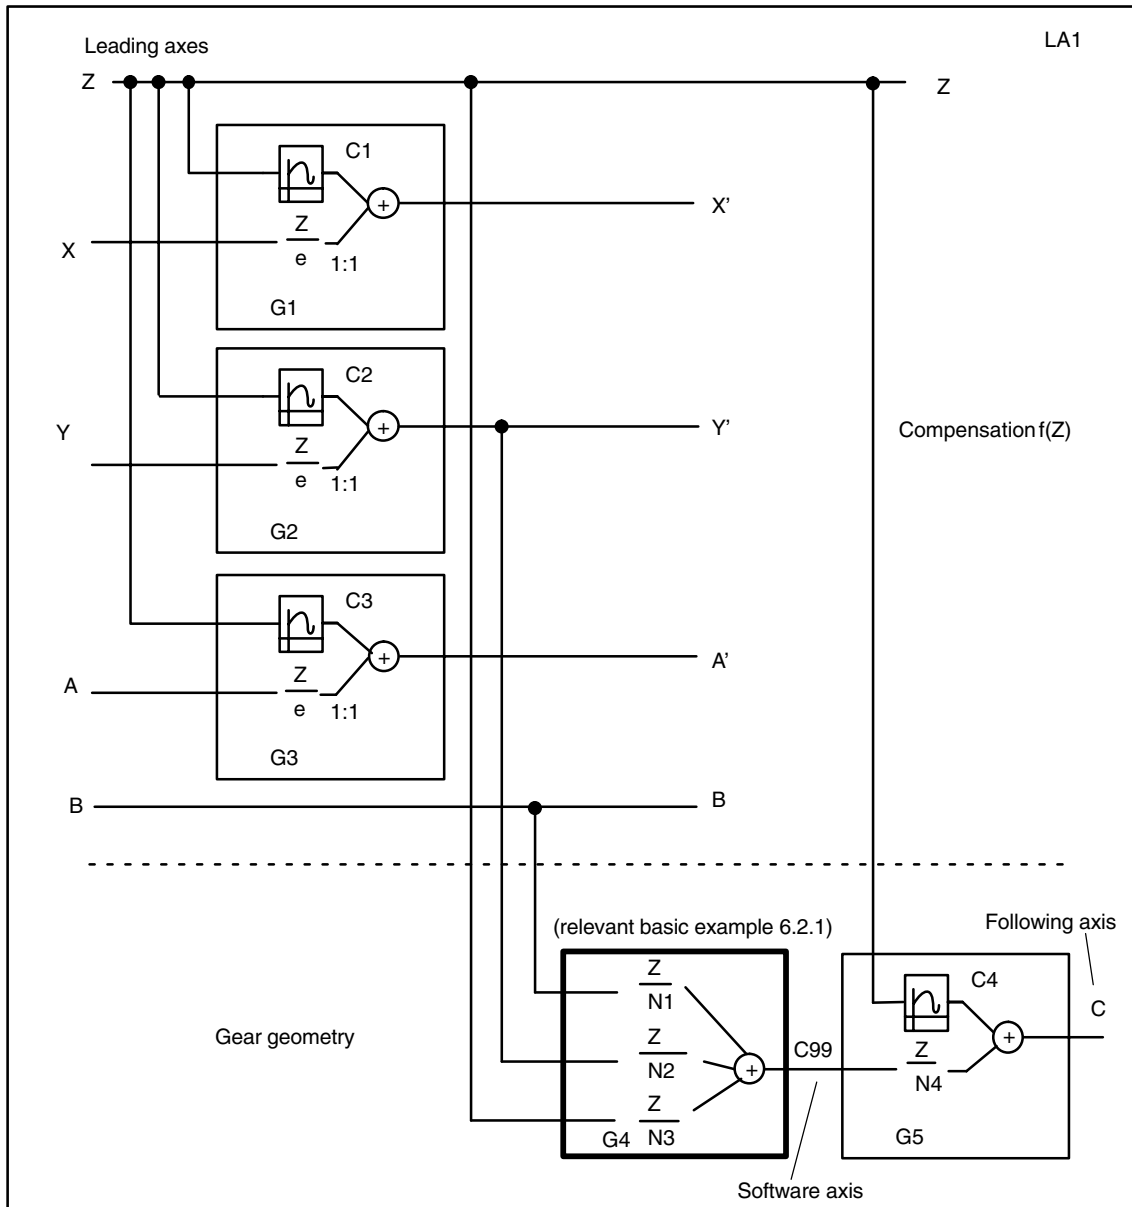 LA1
Leading axes
Z
Z
C1
Z
e
1:1
G1
X
X’
C2
Z
e
1:1
G2
Y
Y’
Compensation f(Z)
C3
Z
e
1:1
G3
A
A’
B
B
(relevant basic example 6.2.1)
Following axis
Gear geometry
Z
N1
Z
N2
Z
N3
G4
C99
C4
Z
N4
G5
C
Software axis